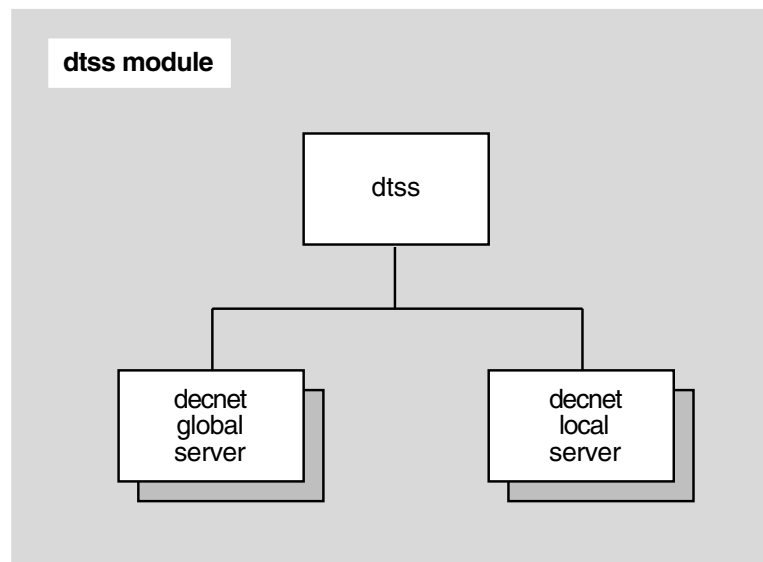 dtss module
dtss
decnet
global
server
decnet
local
server